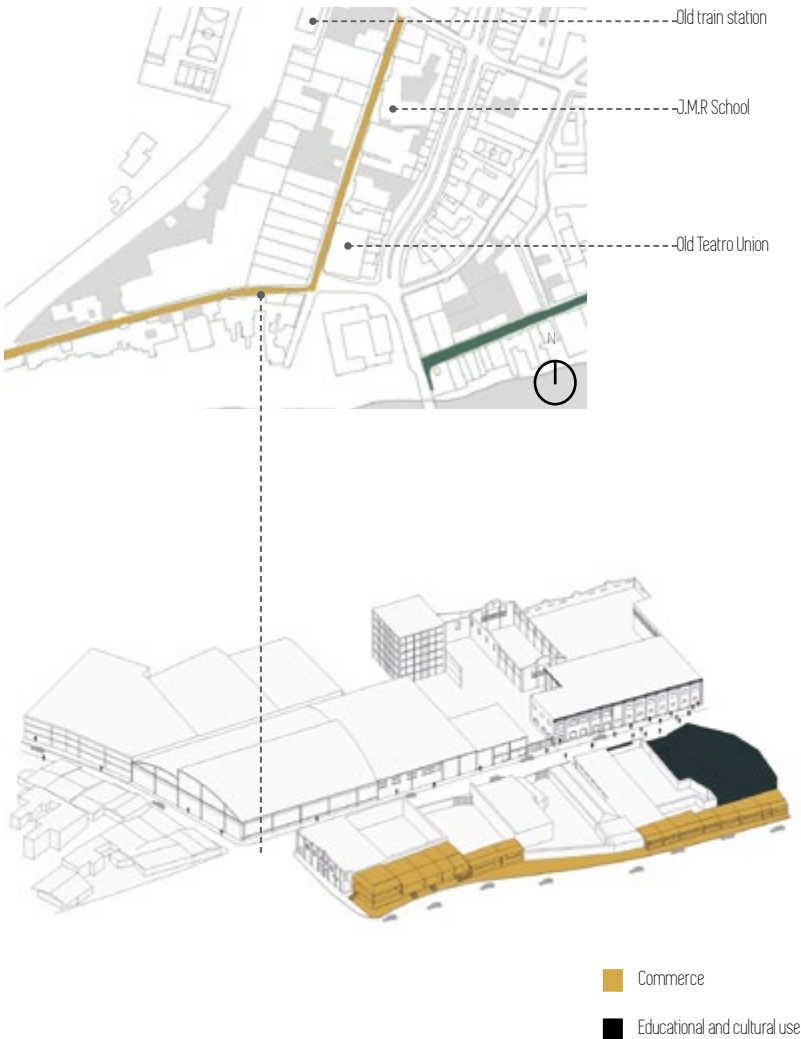 Old train station
J.M.R School
Old Teatro Union
N
Commerce
Educational and cultural use